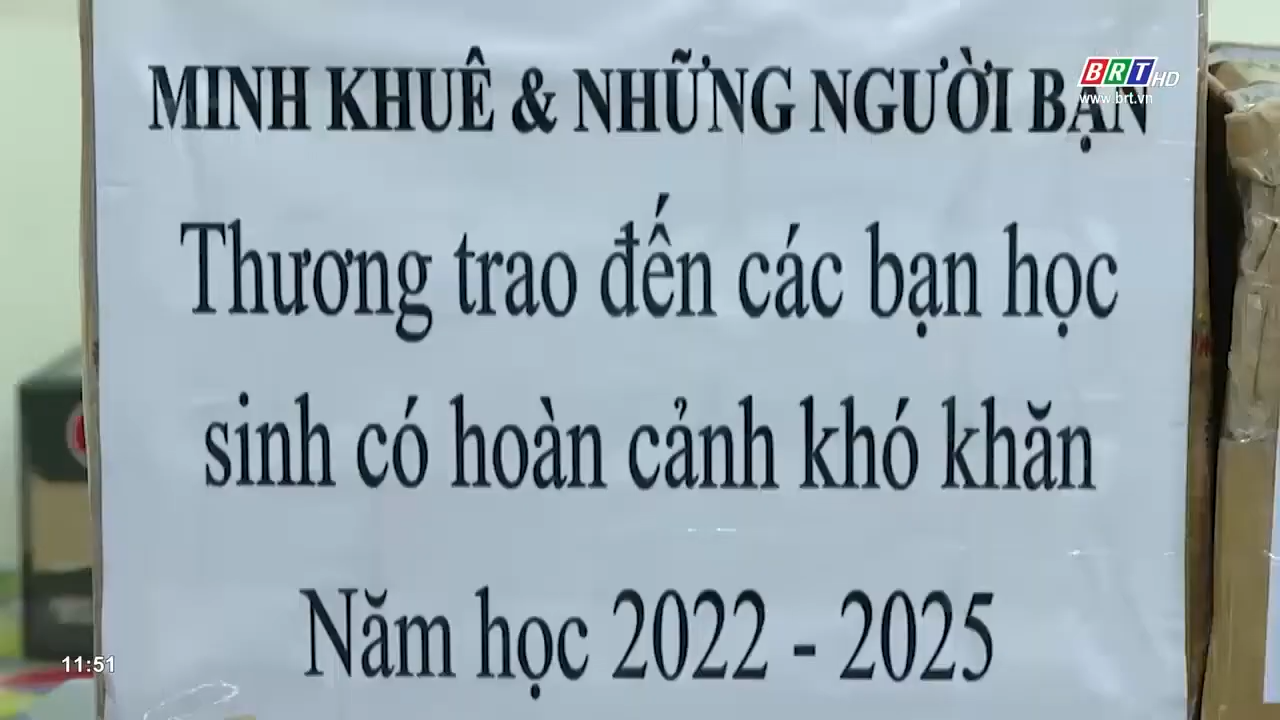 MINH KHUÊ & NHỮNG NGƯỜI BẠN
BRT HD
www.brt.vn
Thương trao đến các bạn học
sinh có hoàn cảnh khó khăn
Năm học 2022 - 2025
11:51